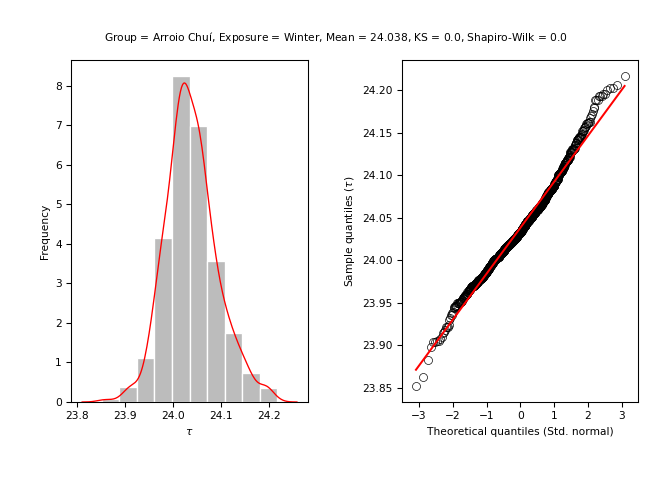 Group = Arroio Chuí, Exposure = Winter, Mean = 24.038, KS = 0.0, Shapiro-Wilk = 0.0
Frequency
8
7
6
5
4
3
2
1
0
23.8 23.9 24.0 24.1 24.2
τ
Sample quantiles (τ)
24.20
24.15
24.10
24.05
24.00
23.95
23.90
23.85
−3 −2 −1 0 1 2 3
Theoretical quantiles (Std. normal)